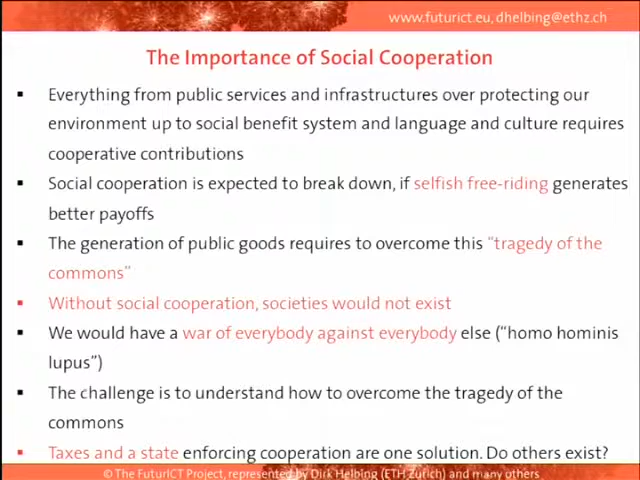 www.futurict.eu, dhelbing@ethz.ch
The Importance of Social Cooperation
▪ Everything from public services and infrastructures over protecting our
environment up to social benefit system and language and culture requires
cooperative contributions
▪ Social cooperation is expected to break down, if selfish free-riding generates
better payoffs
▪ The generation of public goods requires to overcome this “tragedy of the
commons”
▪ Without social cooperation, societies would not exist
▪ We would have a war of everybody against everybody else (“homo hominis
lupus”)
▪ The challenge is to understand how to overcome the tragedy of the
commons
▪ Taxes and a state enforcing cooperation are one solution. Do others exist?
© The FuturICT Project, represented by Dirk Helbing (ETH Zurich) and many others